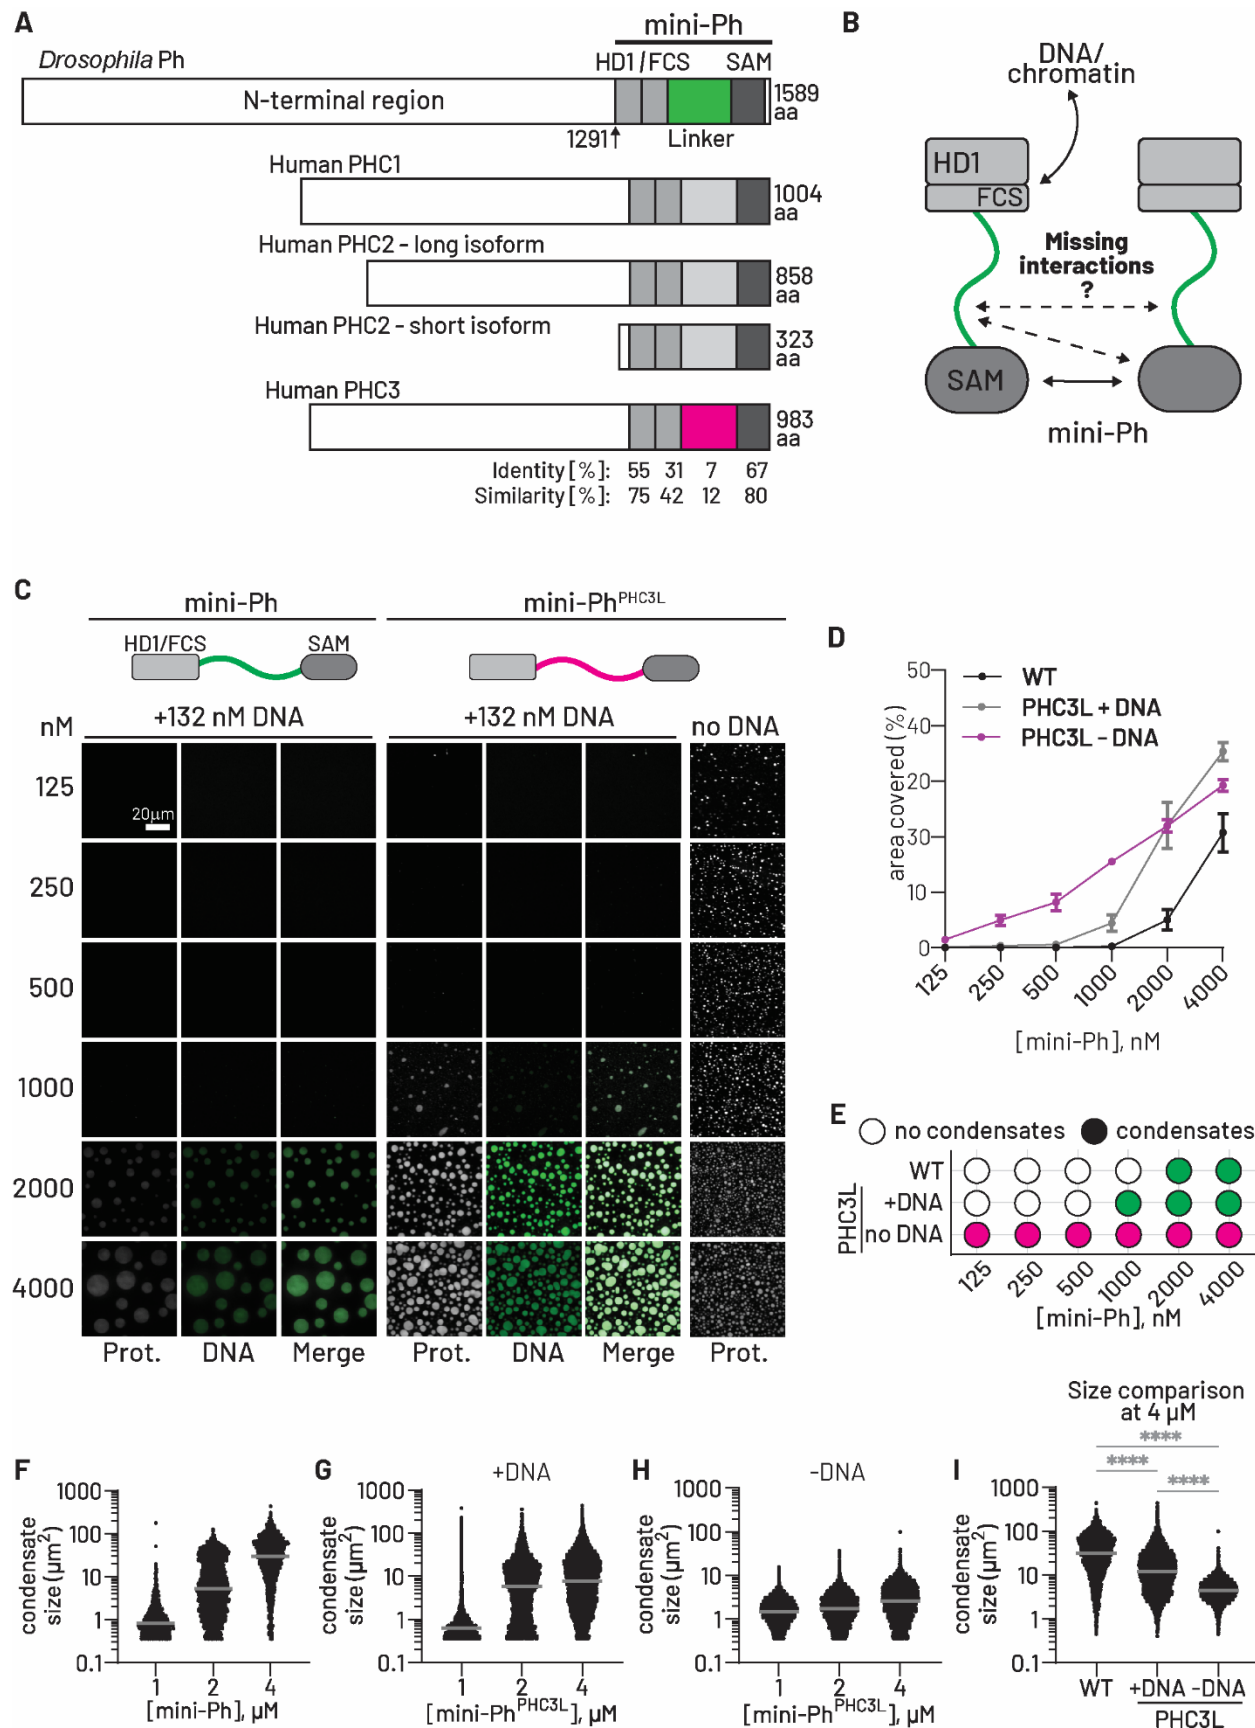 A
mini-Ph
Drosophila Ph
HD1/FCS
SAM
N-terminal region
1589
aa
1291↑
Linker
Human PHC1
1004
aa
Human PHC2 - long isoform
858
aa
Human PHC2 - short isoform
323
aa
Human PHC3
983
aa
Identity [%]: 55 31 7 67
Similarity [%]: 75 42 12 80
B
DNA/
chromatin
HD1
FCS
Missing
interactions
?
SAM
mini-Ph
C
mini-Ph
mini-Ph^PHC3L
HD1/FCS
SAM
nM
+132 nM DNA
+132 nM DNA
no DNA
125
20µm
250
500
1000
2000
4000
Prot. DNA Merge Prot. DNA Merge Prot.
D
area covered (%)
50
40
20
30
10
0
WT
PHC3L + DNA
PHC3L - DNA
125 250 500 1000 2000 4000
[mini-Ph], nM
E
no condensates
condensates
WT
PHC3L
+DNA
no DNA
125 250 500 1000 2000 4000
[mini-Ph], nM
F
condensate
size (µm²)
1000
100
10
1
0.1
1 2 4
[mini-Ph], µM
G
+DNA
condensate
size (µm²)
1000
100
10
1
0.1
1 2 4
[mini-Ph^PHC3L], µM
H
-DNA
condensate
size (µm²)
1000
100
10
1
0.1
1 2 4
[mini-Ph^PHC3L], µM
I
Size comparison
at 4 µM
****
****
****
condensate
size (µm²)
1000
100
10
1
0.1
WT +DNA -DNA
PHC3L